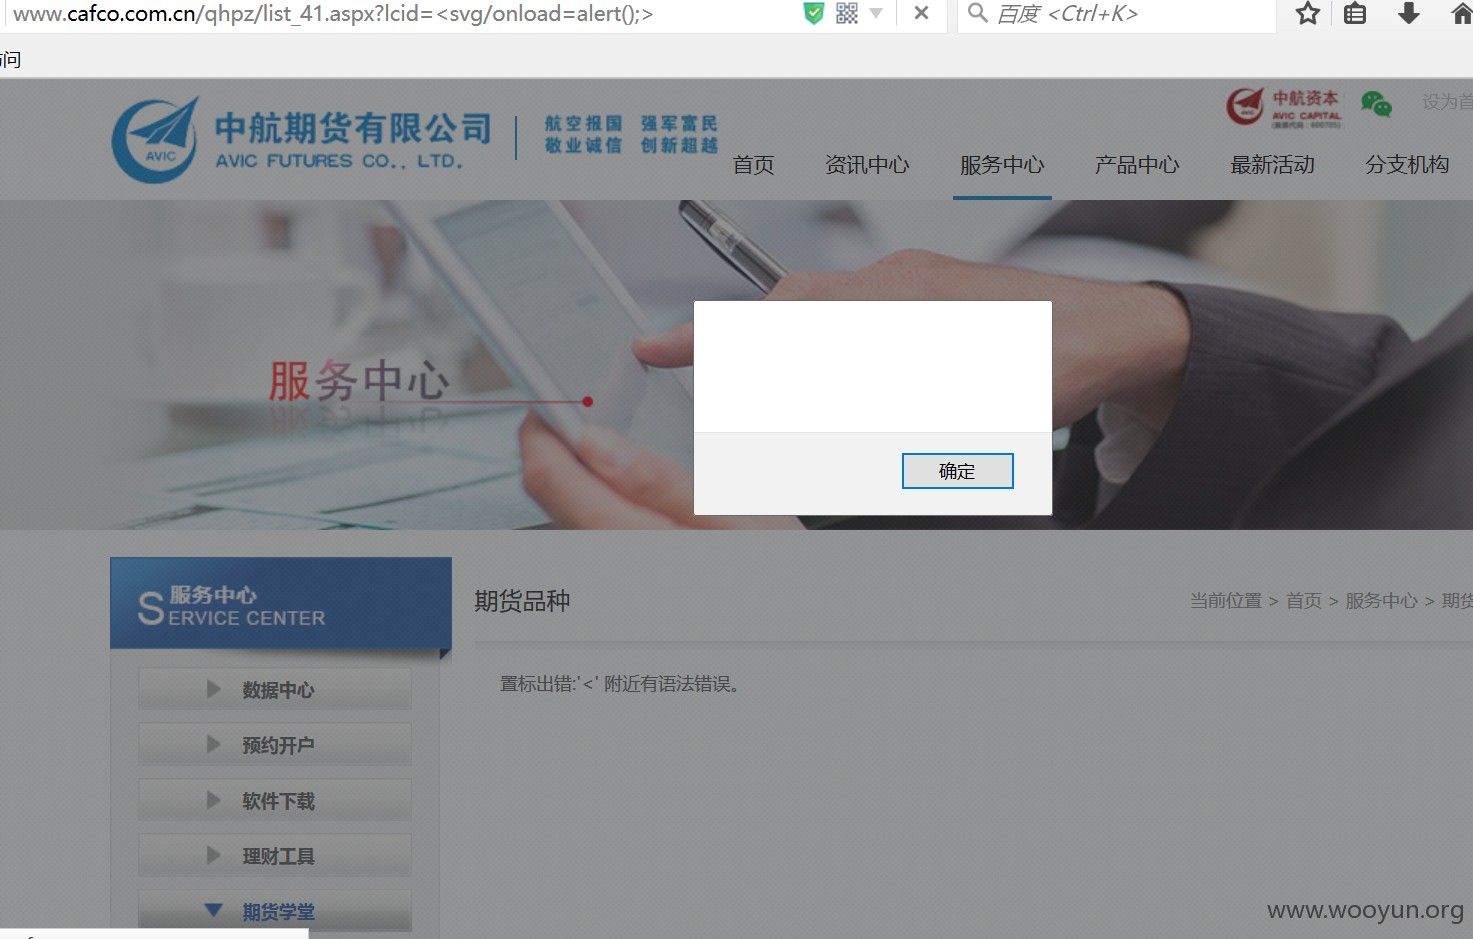 www.cafco.com.cn/qhpz/list_41.aspx?lcid=<svg/onload=alert();>
百度 <Ctrl+K>
问
中航期货有限公司
AVIC FUTURES CO., LTD.
AVIC
航空报国 强军富民
敬业诚信 创新超越
中航资本
AVIC CAPITAL
(股票代码:600705)
设为首
首页 资讯中心 服务中心 产品中心 最新活动 分支机构
服务中心
确定
服务中心
SERVICE CENTER
期货品种
当前位置 > 首页 > 服务中心 > 期货
置标出错:'<' 附近有语法错误。
数据中心
预约开户
软件下载
理财工具
期货学堂
www.wooyun.org